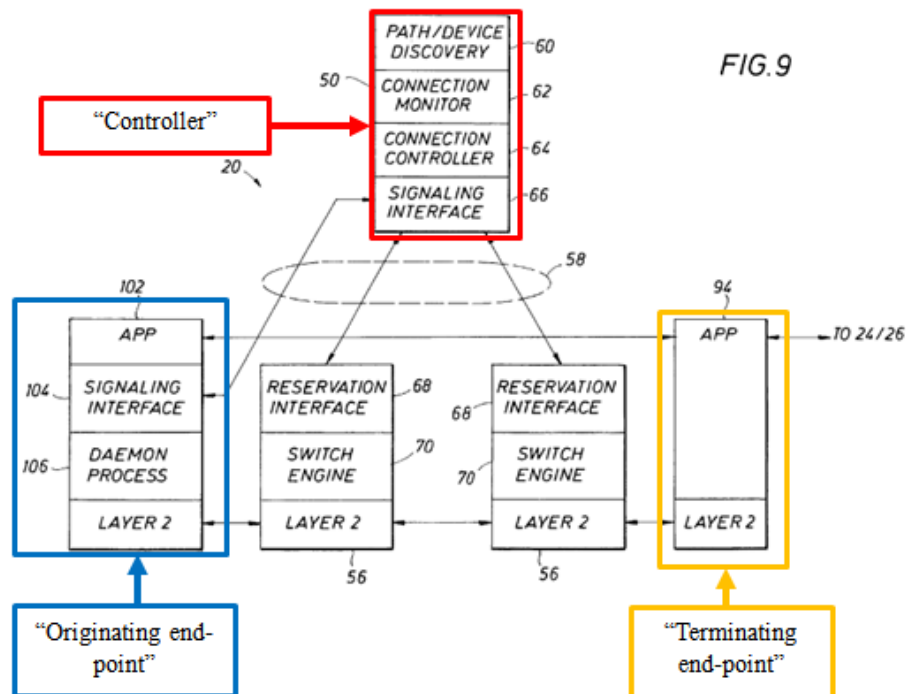 PATH/DEVICE
DISCOVERY
60
FIG.9
50
CONNECTION
MONITOR
62
“Controller”
CONNECTION
CONTROLLER
64
20
SIGNALING
INTERFACE
66
58
102
94
APP
APP
TO 24/26
104
SIGNALING
INTERFACE
RESERVATION
INTERFACE
68
RESERVATION
INTERFACE
68
106
DAEMON
PROCESS
SWITCH
ENGINE
70
SWITCH
ENGINE
70
LAYER 2
LAYER 2
LAYER 2
LAYER 2
56
56
“Originating end-
point”
“Terminating
end-point”